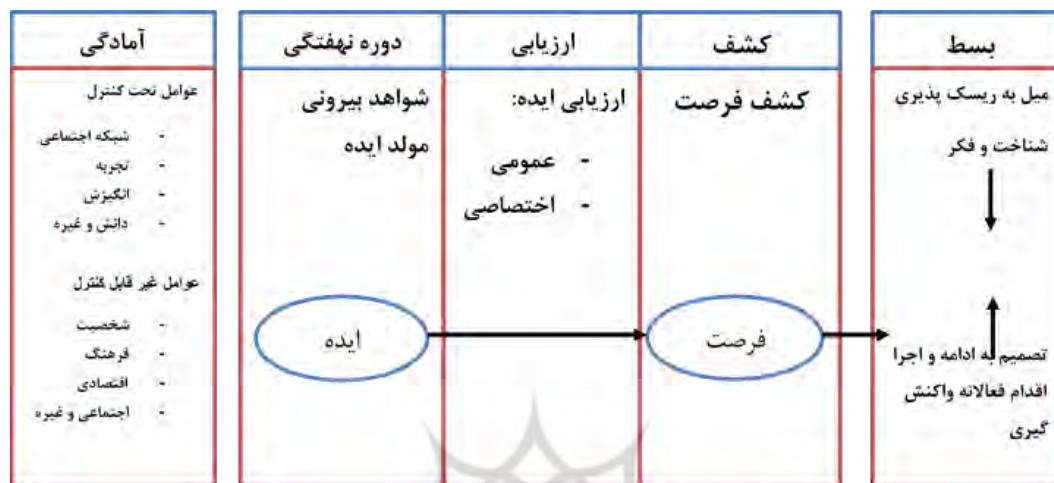 آمادگی
عوامل تحت کنترل
- شبکه اجتماعی
- تجربه
- انگیزش
- دانش و غیره
عوامل غیر قابل کنترل
- شخصیت
- فرهنگ
- اقتصادی
- اجتماعی و غیره
دوره نهفتگی
شواهد بیرونی
مولد ایده
ایده
ارزیابی
ارزیابی ایده:
- عمومی
- اختصاصی
کشف
کشف فرصت
فرصت
بسط
میل به ریسک پذیری
شناخت و فکر
تصمیم به ادامه و اجرا
اقدام فعالانه واکنش
گیری